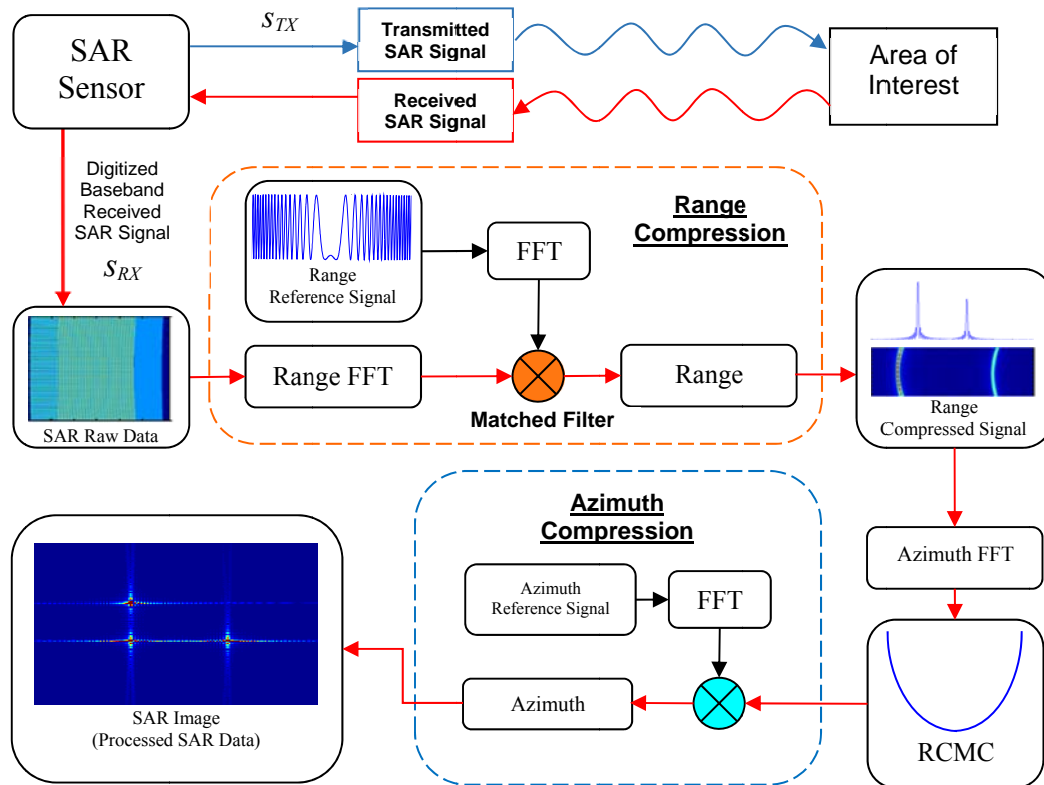 SAR
Sensor
s_TX
Transmitted
SAR Signal
Received
SAR Signal
Area of
Interest
Digitized
Baseband
Received
SAR Signal
s_RX
SAR Raw Data
Range
Reference Signal
FFT
Range
Compression
Range FFT
Matched Filter
Range
Range
Compressed Signal
Azimuth FFT
RCMC
Azimuth
Compression
Azimuth
Reference Signal
FFT
Azimuth
SAR Image
(Processed SAR Data)